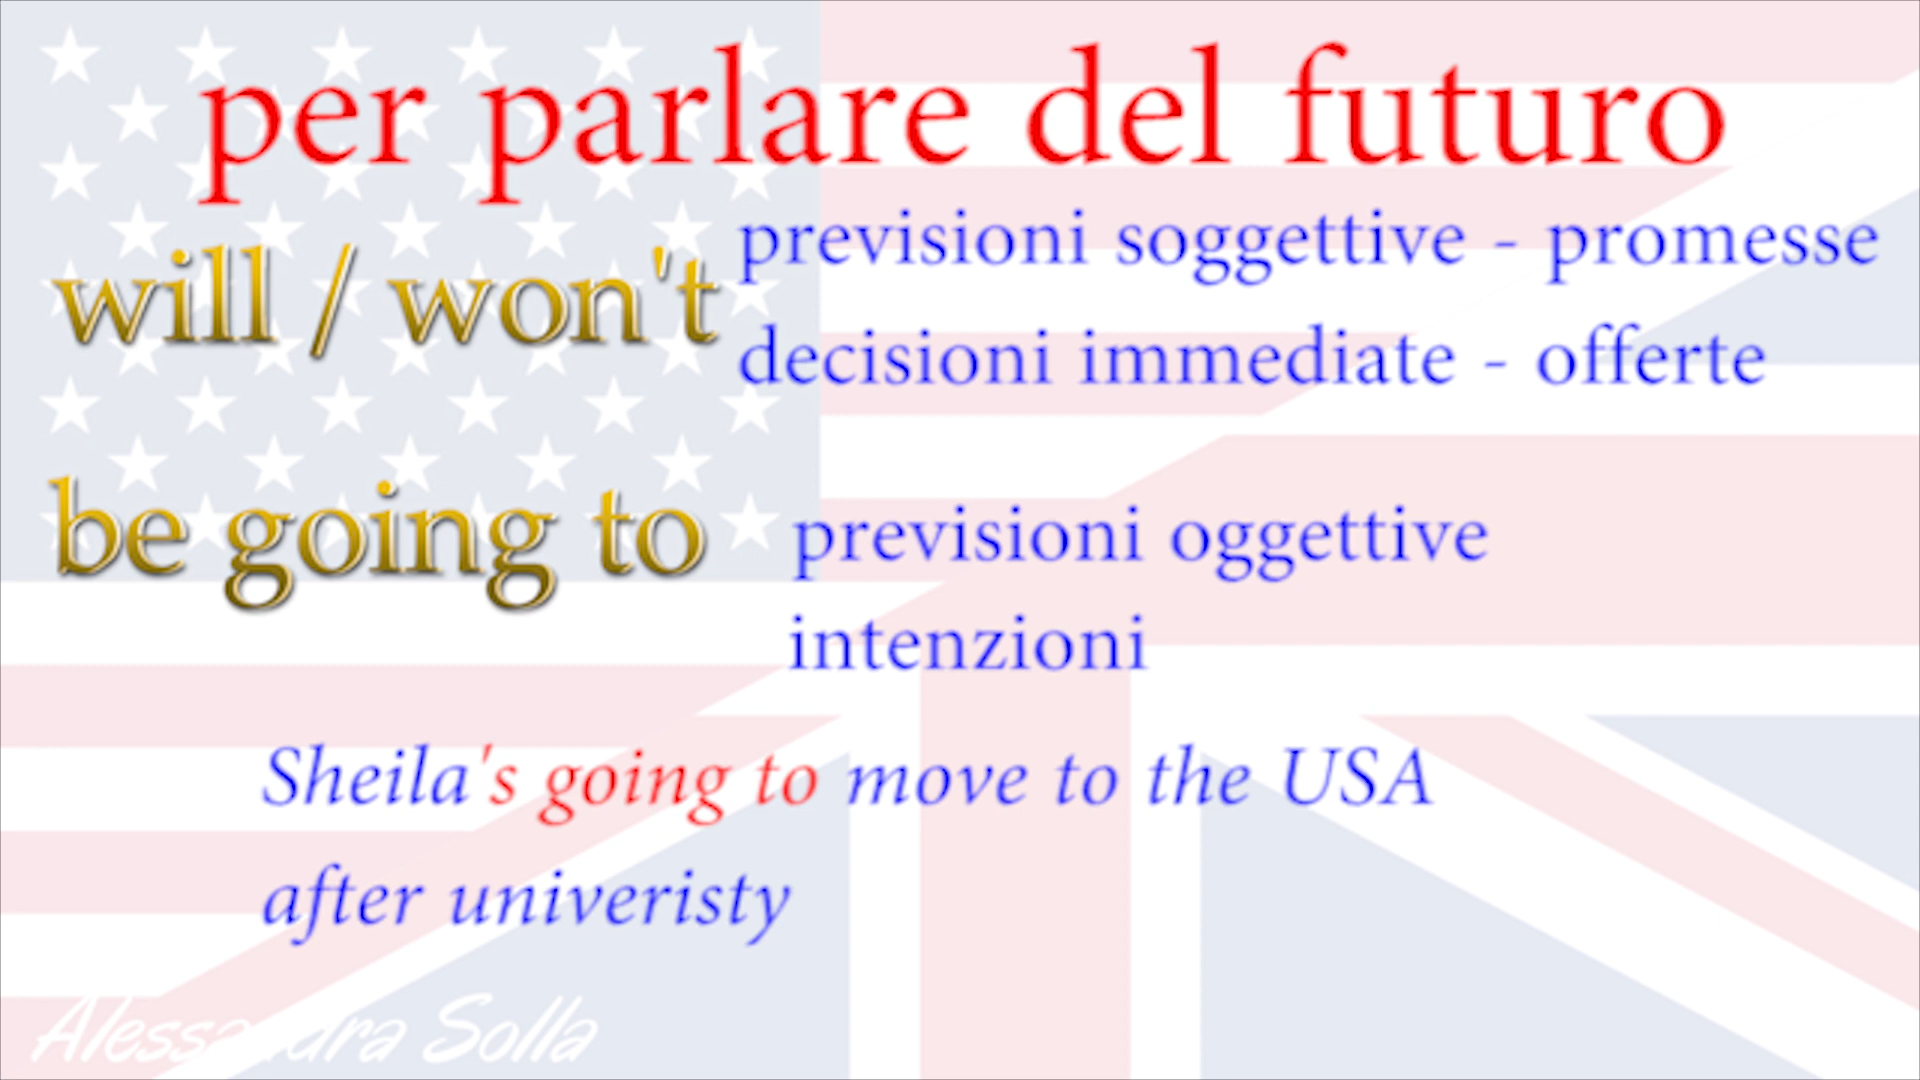 per parlare del futuro
will / won't
previsioni soggettive - promesse
decisioni immediate - offerte
be going to
previsioni oggettive
intenzioni
Sheila's going to move to the USA
after univeristy
Alessandra Solla